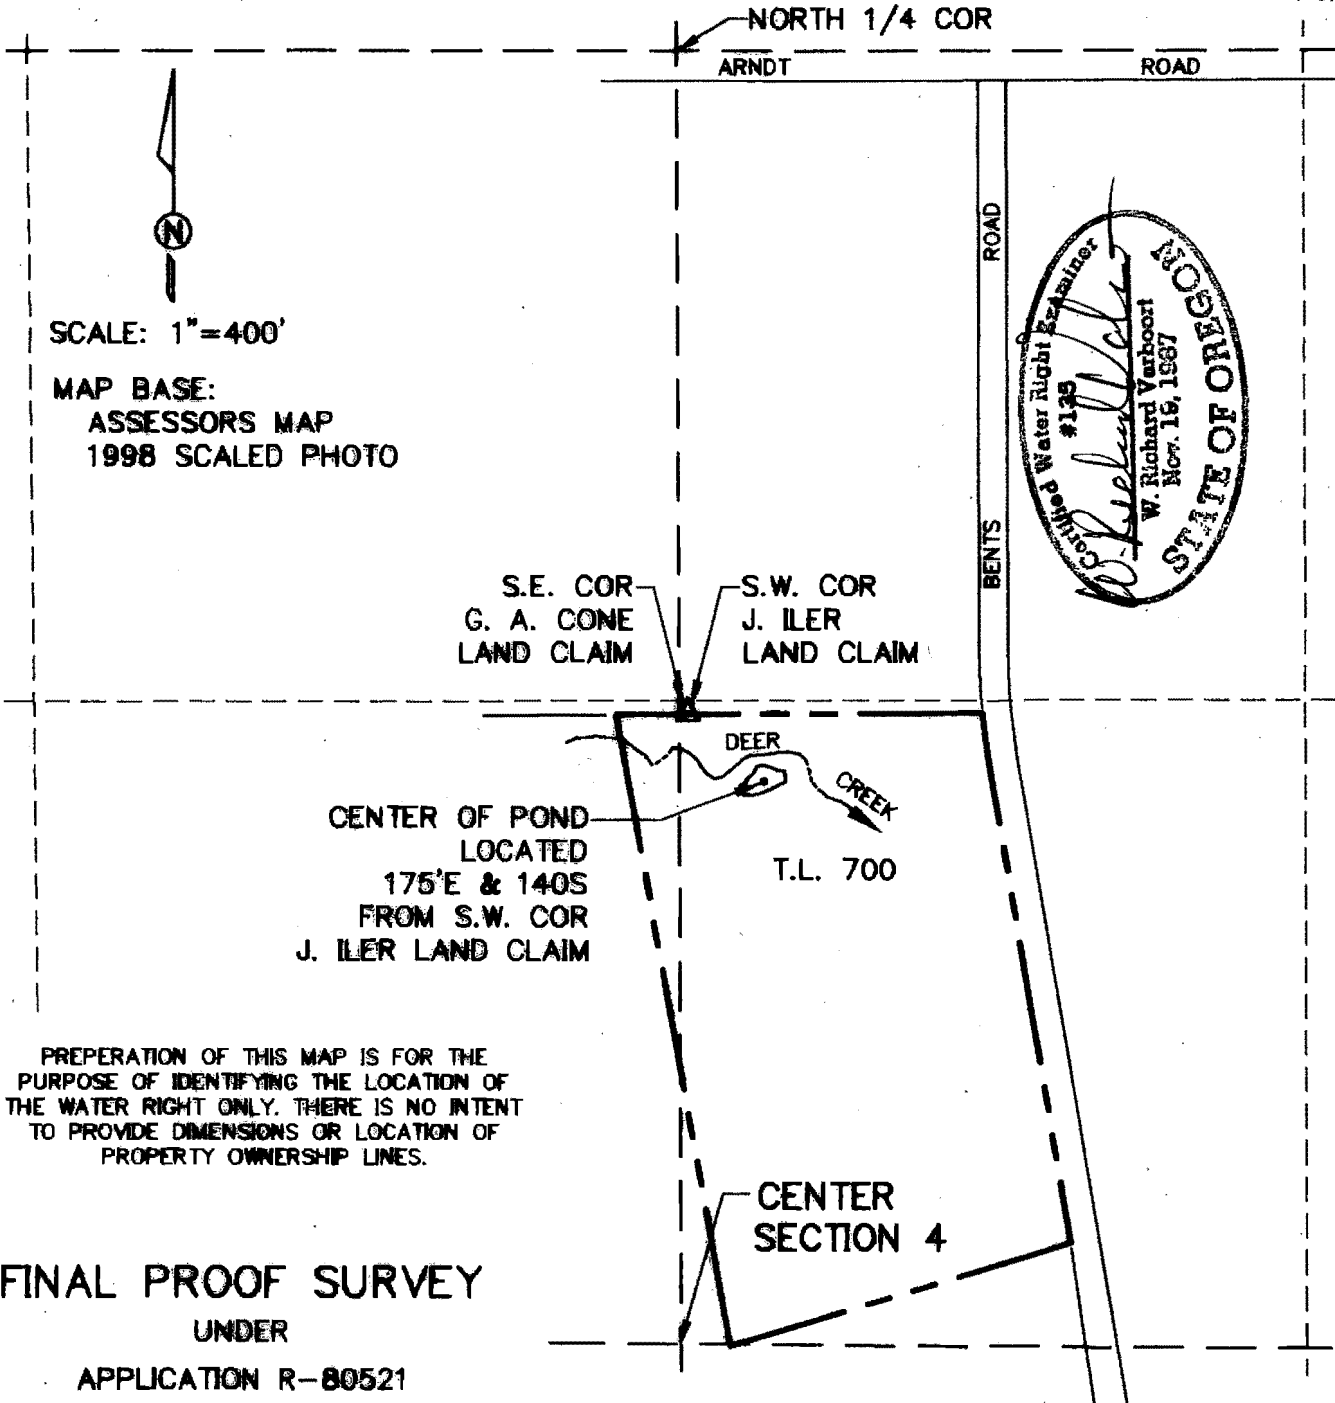 NORTH 1/4 COR
ARNDT ROAD
N
SCALE: 1"=400'
MAP BASE:
ASSESSORS MAP
1998 SCALED PHOTO
ROAD
BENTS
Certified Water Right Examiner
#135
W. Richard Verboort
Nov. 19, 1987
STATE OF OREGON
S.E. COR
G. A. CONE
LAND CLAIM
S.W. COR
J. ILER
LAND CLAIM
DEER
CREEK
CENTER OF POND
LOCATED
175'E & 140S
FROM S.W. COR
J. ILER LAND CLAIM
T.L. 700
PREPERATION OF THIS MAP IS FOR THE
PURPOSE OF IDENTIFYING THE LOCATION OF
THE WATER RIGHT ONLY. THERE IS NO INTENT
TO PROVIDE DIMENSIONS OR LOCATION OF
PROPERTY OWNERSHIP LINES.
CENTER
SECTION 4
FINAL PROOF SURVEY
UNDER
APPLICATION R-80521